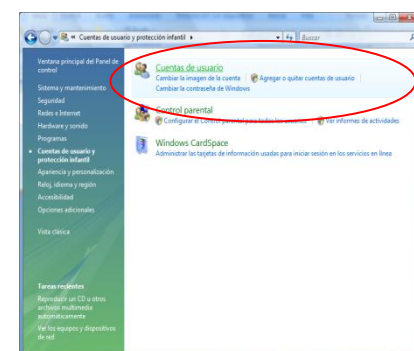 « Cuentas de usuario y protección infantil
Buscar
Ventana principal del Panel de
control
Sistema y mantenimiento
Seguridad
Redes e Internet
Hardware y sonido
Programas
Cuentas de usuario y
protección infantil
Apariencia y personalización
Reloj, idioma y región
Accesibilidad
Opciones adicionales
Vista clásica
Tareas recientes
Reproducir un CD u otros
archivos multimedia
automáticamente
Ver los equipos y dispositivos
de red
Cuentas de usuario
Cambiar la imagen de la cuenta
Agregar o quitar cuentas de usuario
Cambiar la contraseña de Windows
Control parental
Configurar el Control parental para todos los usuarios
Ver informes de actividades
Windows CardSpace
Administrar las tarjetas de información usadas para iniciar sesión en los servicios en línea